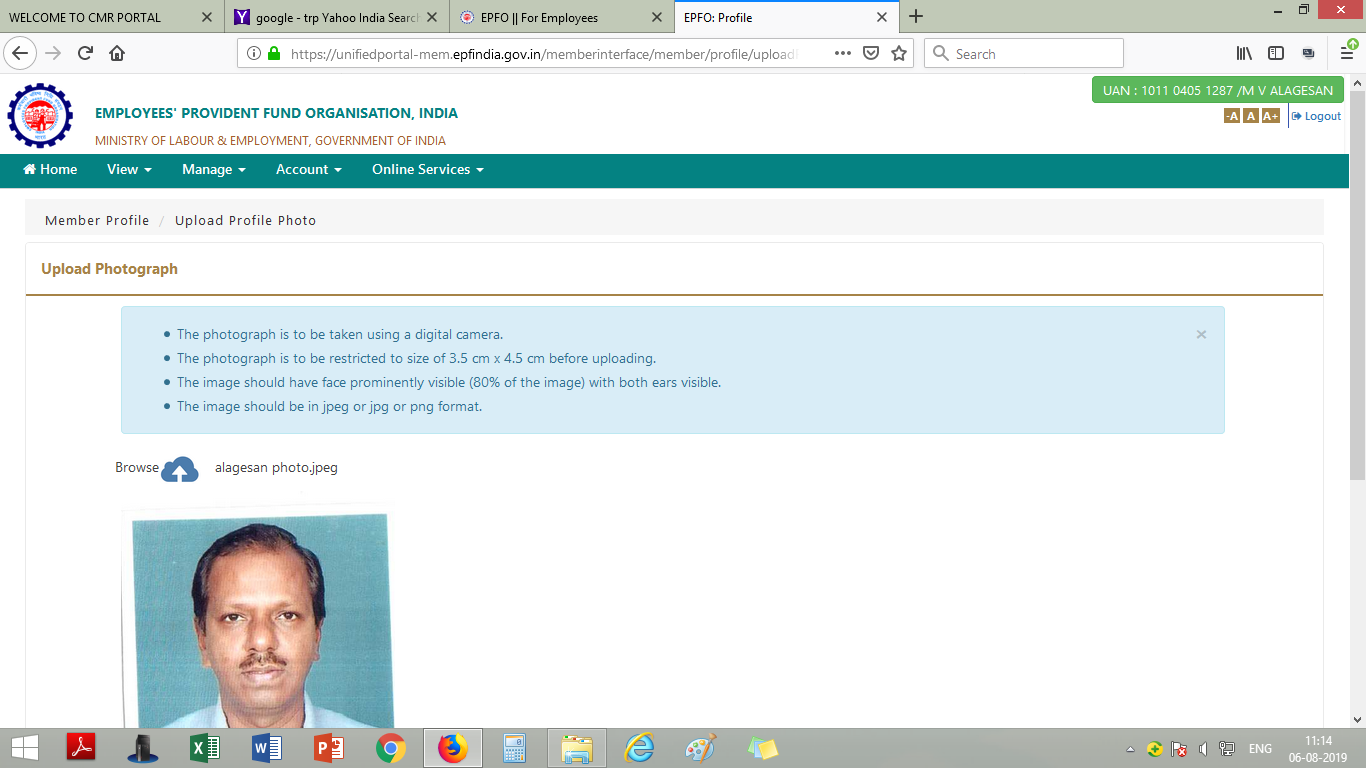 WELCOME TO CMR PORTAL
google - trp Yahoo India Search
EPFO || For Employees
EPFO: Profile
https://unifiedportal-mem.epfindia.gov.in/memberinterface/member/profile/upload
Search
UAN : 1011 0405 1287 /M V ALAGESAN
EMPLOYEES' PROVIDENT FUND ORGANISATION, INDIA
-A A A+ Logout
MINISTRY OF LABOUR & EMPLOYMENT, GOVERNMENT OF INDIA
Home View Manage Account Online Services
Member Profile / Upload Profile Photo
Upload Photograph
The photograph is to be taken using a digital camera. ×
The photograph is to be restricted to size of 3.5 cm x 4.5 cm before uploading.
The image should have face prominently visible (80% of the image) with both ears visible.
The image should be in jpeg or jpg or png format.
Browse alagesan photo.jpeg
11:14
ENG
06-08-2019